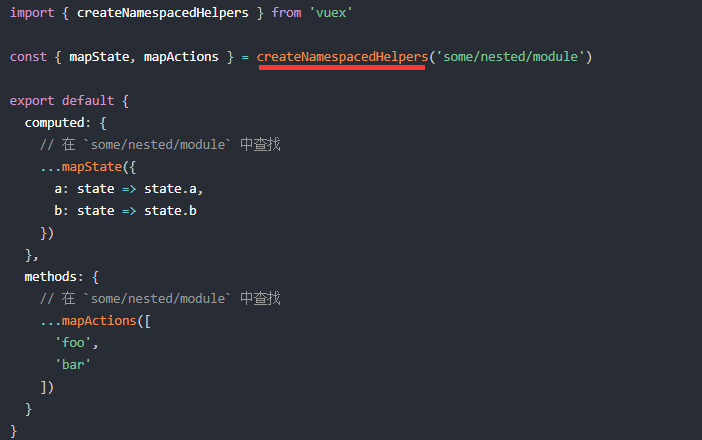 import { createNamespacedHelpers } from 'vuex'
const { mapState, mapActions } = createNamespacedHelpers('some/nested/module')
export default {
computed: {
// 在 `some/nested/module` 中查找
...mapState({
a: state => state.a,
b: state => state.b
})
},
methods: {
// 在 `some/nested/module` 中查找
...mapActions([
'foo',
'bar'
])
}
}